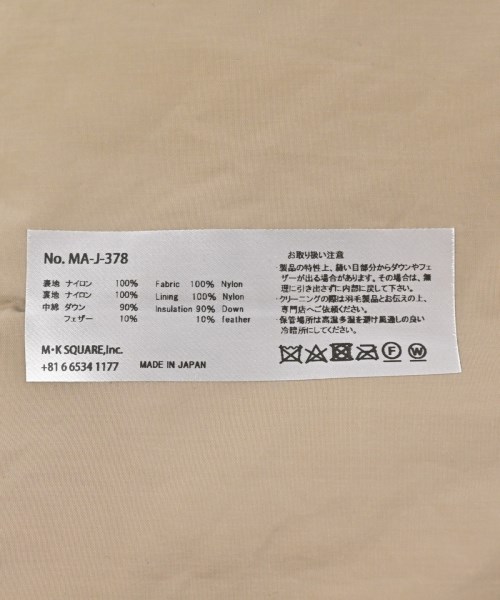 No. MA-J-378
表地 ナイロン 100% Fabric 100% Nylon
裏地 ナイロン 100% Lining 100% Nylon
中綿 ダウン 90% Insulation 90% Down
フェザー 10% 10% feather
M・K SQUARE,Inc.
+81 6 6534 1177 MADE IN JAPAN
お取り扱い注意
・製品の特性上、縫い目部分からダウンやフェ
ザーが出る場合があります。その場合は、無
理に引き出さずに内部に戻して下さい。
・クリーニングの際は羽毛製品とお伝えの上、
専門店へご依頼ください。
・保管場所は高温多湿を避け風通しの良い
冷暗所にしてください。
F W